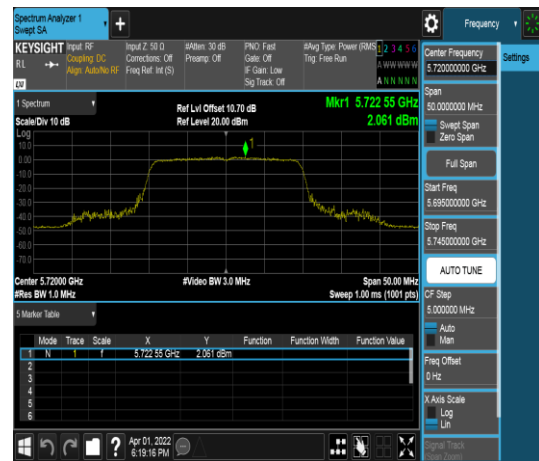 Spectrum Analyzer 1
Swept SA
+
Frequency
KEYSIGHT Input: RF Input Z: 50 Ω #Atten: 30 dB PNO: Fast #Avg Type: Power (RMS 1 2 3 4 5 6
RL Coupling: DC Corrections: Off Preamp: Off Gate: Off Trig: Free Run A WW WW W
Align: Auto/No RF Freq Ref: Int (S) IF Gain: Low
Sig Track: Off A N N N N N
LXI
1 Spectrum
Ref Lvl Offset 10.70 dB Mkr1 5.722 55 GHz
Scale/Div 10 dB Ref Level 20.00 dBm 2.061 dBm
Log
10.0
1
0.00
-10.0
-20.0
-30.0
-40.0
-50.0
-60.0
-70.0
Center 5.72000 GHz #Video BW 3.0 MHz Span 50.00 MHz
#Res BW 1.0 MHz Sweep 1.00 ms (1001 pts)
5 Marker Table
Mode Trace Scale X Y Function Function Width Function Value
1 N 1 f 5.722 55 GHz 2.061 dBm
2
3
4
5
6
Apr 01, 2022
6:19:16 PM
?
Center Frequency
5.720000000 GHz
Settings
Span
50.0000000 MHz
Swept Span
Zero Span
Full Span
Start Freq
5.695000000 GHz
Stop Freq
5.745000000 GHz
AUTO TUNE
CF Step
5.000000 MHz
Auto
Man
Freq Offset
0 Hz
X Axis Scale
Log
Lin
Signal Track
(Span Zoom)